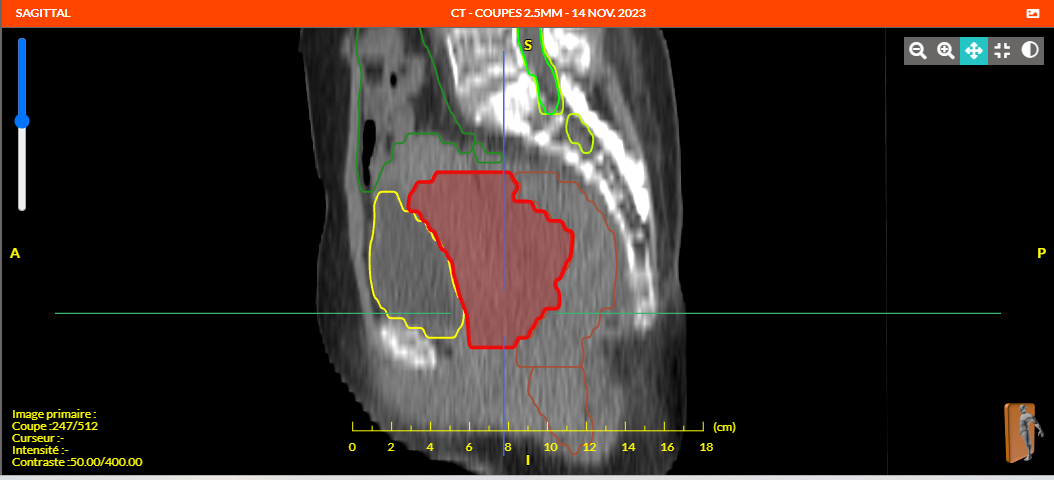 SAGITTAL
CT - COUPES 2.5MM - 14 NOV. 2023
S
A
P
Image primaire :
Coupe :247/512
Curseur :-
Intensité :-
Contraste :50.00/400.00
(cm)
0 2 4 6 8 10 12 14 16 18
I